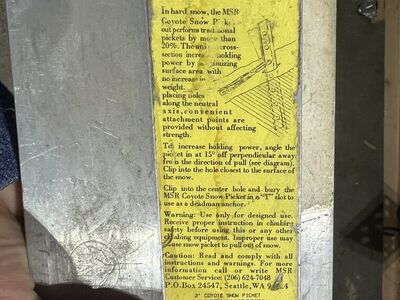 In hard snow, the MSR
Coyote Snow
outperforms traditional
pickets by more than
20%. The cross-
section holding
power by
surface area with
no increase in
weight.
placing holes
along the neutral
axis, convenient
attachment points are
provided without affecting
strength.
To increase holding power, angle the
picket in at 15° off perpendicular away
from the direction of pull (see diagram).
Clip into the hole closest to the surface of
the snow.
Clip into the center hole and bury the
MSR Coyote Snow Picket in a "T" slot to
use as a deadman anchor.
Warning: Use only for designed use.
Receive proper instruction in climbing
safety before using this or any other
climbing equipment. Improper use may
cause snow picket to pull out of snow.
Caution: Read and comply with all
instructions and warnings. For more
information call or write MSR
Customer Service: (206) 624-7048
P.O. Box 24547, Seattle, WA
COYOTE SNOW PICKET